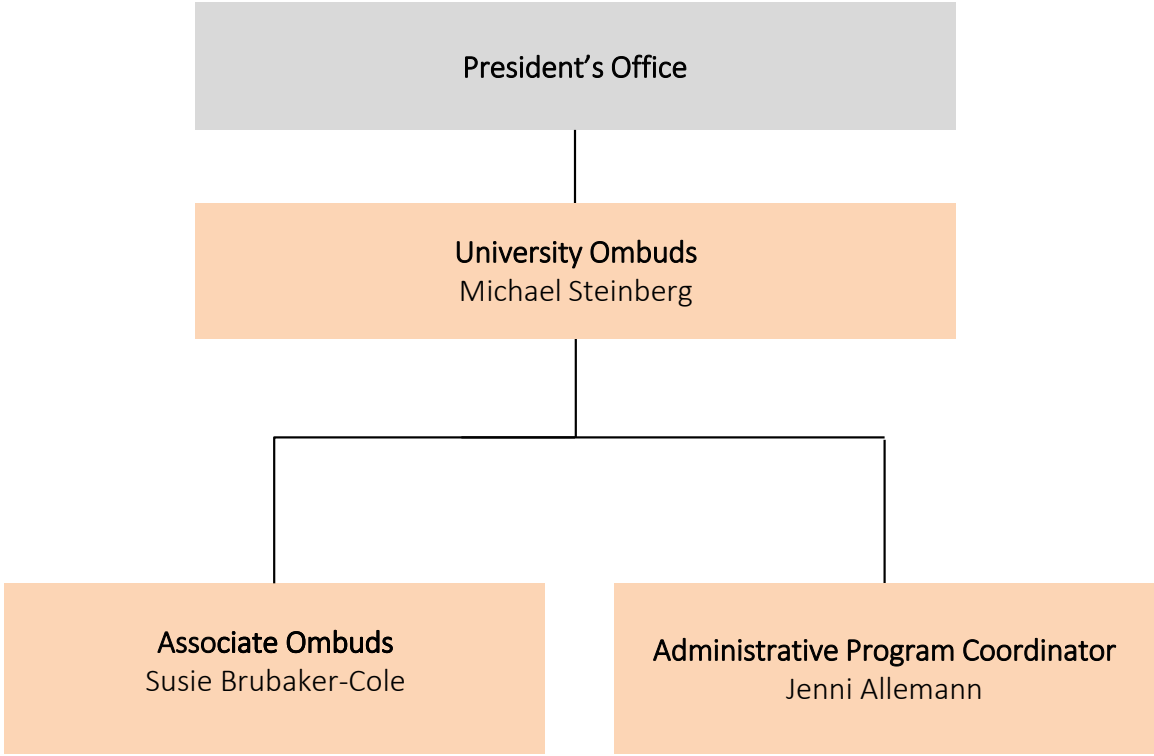 President’s Office
University Ombuds
Michael Steinberg
Associate Ombuds
Susie Brubaker-Cole
Administrative Program Coordinator
Jenni Allemann